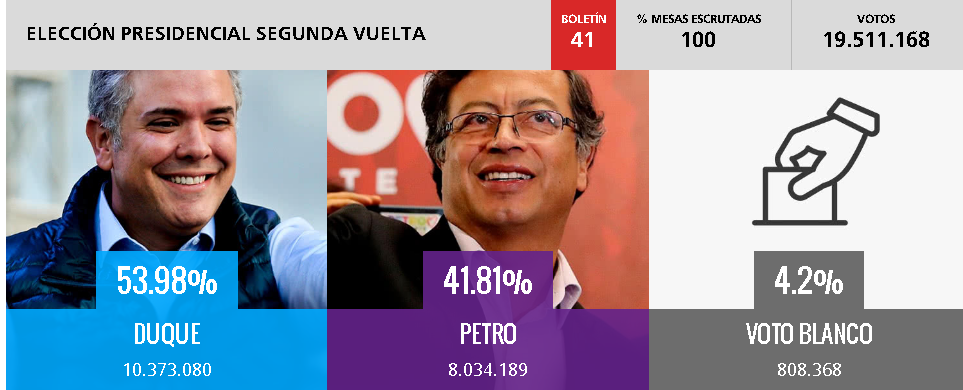 ELECCIÓN PRESIDENCIAL SEGUNDA VUELTA
BOLETÍN
41
% MESAS ESCRUTADAS
100
VOTOS
19.511.168
53.98%
DUQUE
10.373.080
41.81%
PETRO
8.034.189
4.2%
VOTO BLANCO
808.368